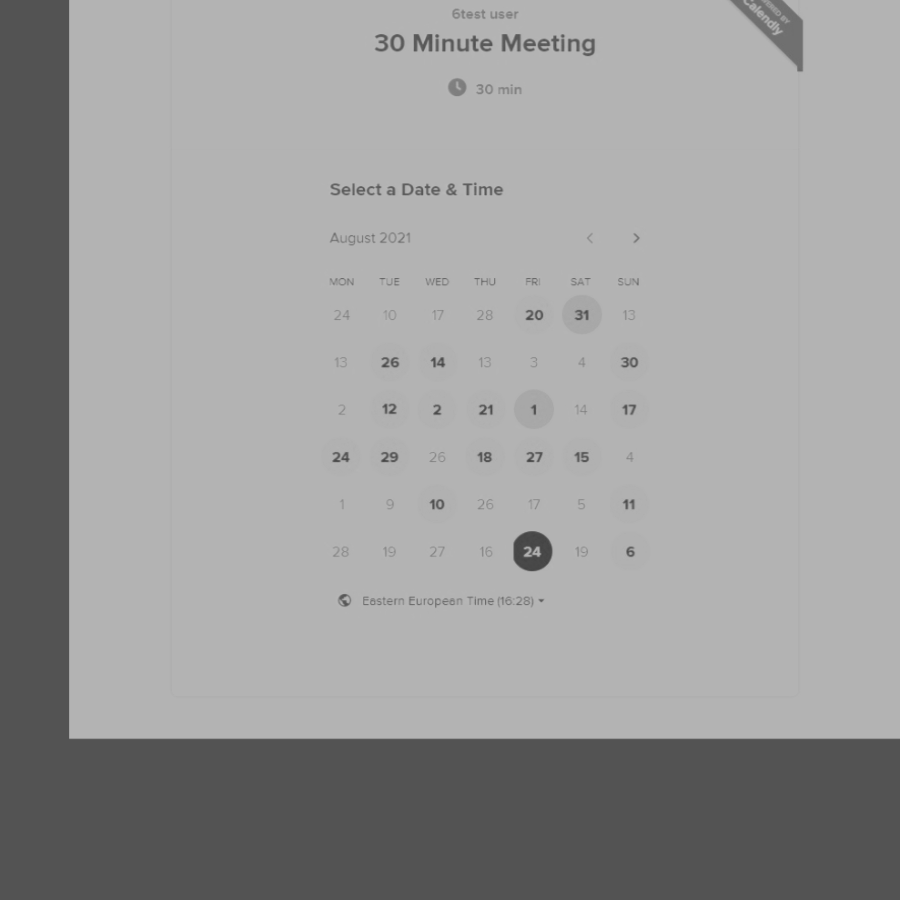 6test user
POWERED BY
Calendly
30 Minute Meeting
30 min
Select a Date & Time
August 2021
MON TUE WED THU FRI SAT SUN
24 10 17 28 20 31 13
13 26 14 13 3 4 30
2 12 2 21 1 14 17
24 29 26 18 27 15 4
1 9 10 26 17 5 11
28 19 27 16 24 19 6
Eastern European Time (16:28)